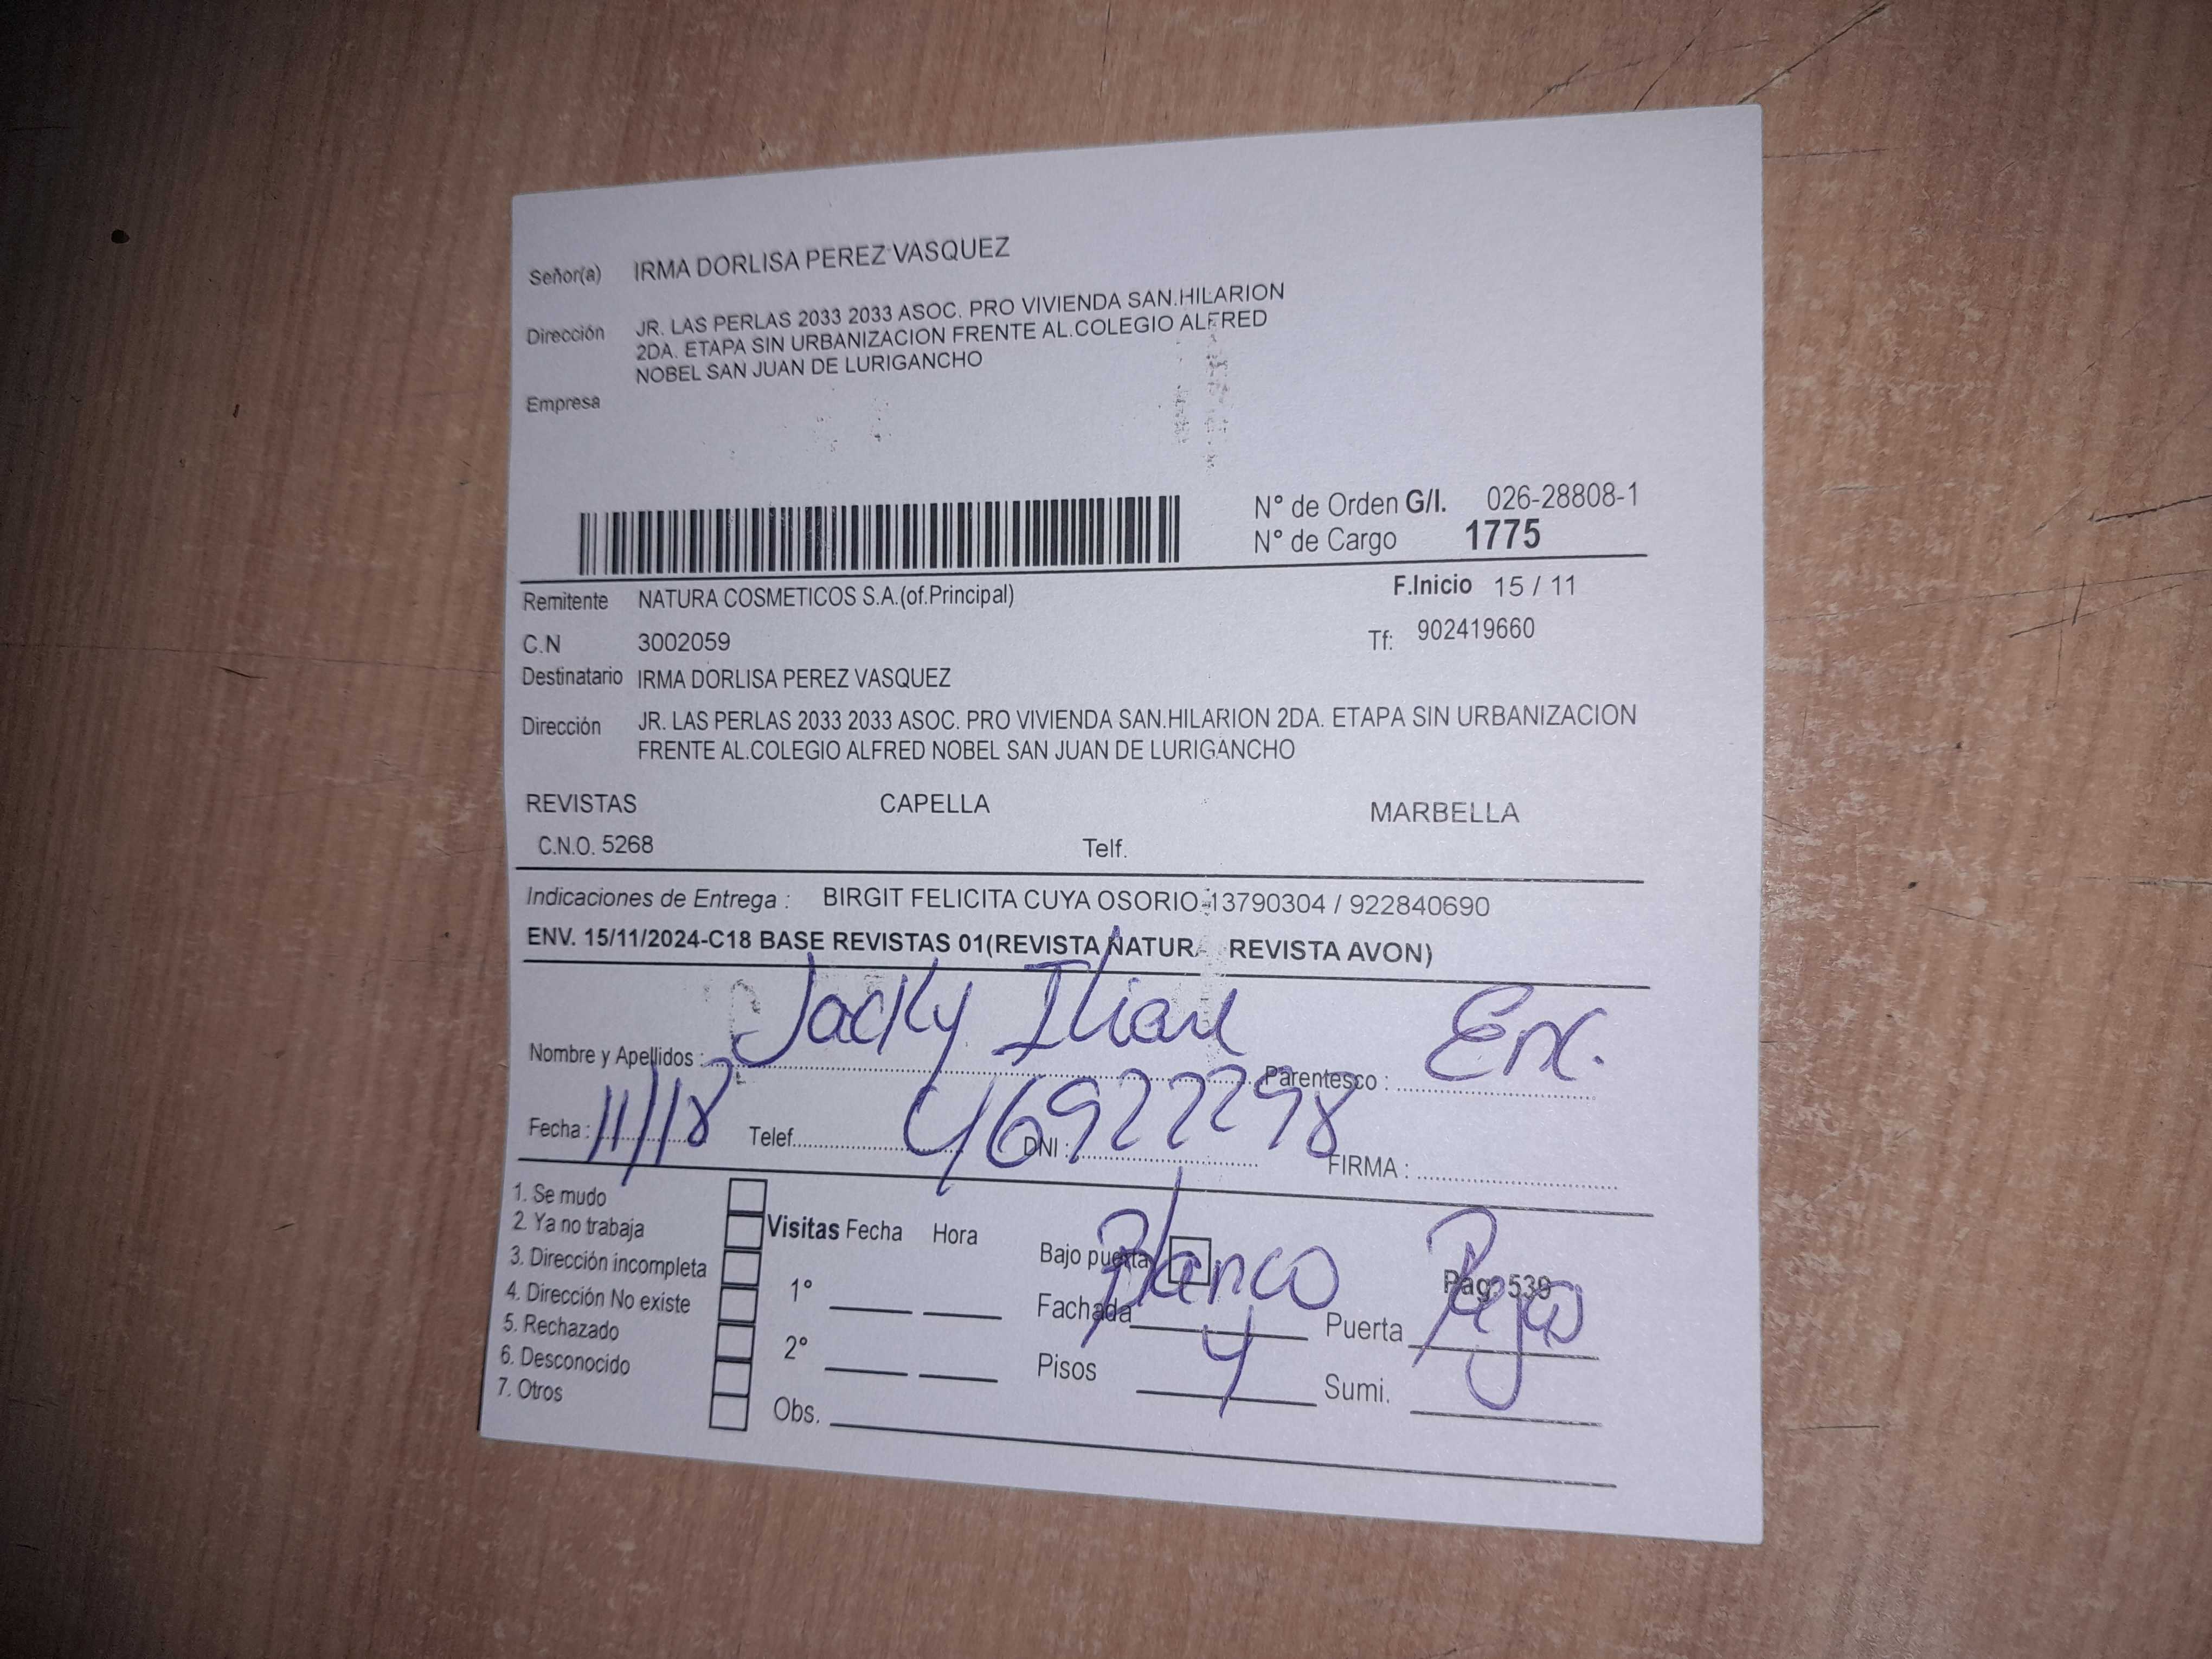 Señor(a) IRMA DORLISA PEREZ VASQUEZ
Dirección JR. LAS PERLAS 2033 2033 ASOC. PRO VIVIENDA SAN.HILARION
2DA. ETAPA SIN URBANIZACION FRENTE AL.COLEGIO ALFRED
NOBEL SAN JUAN DE LURIGANCHO
Empresa
N° de Orden G/I. 026-28808-1
N° de Cargo 1775
Remitente NATURA COSMETICOS S.A.(of.Principal) F.Inicio 15 / 11
C.N 3002059 Tf: 902419660
Destinatario IRMA DORLISA PEREZ VASQUEZ
Dirección JR. LAS PERLAS 2033 2033 ASOC. PRO VIVIENDA SAN.HILARION 2DA. ETAPA SIN URBANIZACION
FRENTE AL.COLEGIO ALFRED NOBEL SAN JUAN DE LURIGANCHO
REVISTAS CAPELLA MARBELLA
C.N.O. 5268 Telf.
Indicaciones de Entrega : BIRGIT FELICITA CUYA OSORIO-13790304 / 922840690
ENV. 15/11/2024-C18 BASE REVISTAS 01(REVISTA NATUR REVISTA AVON)
Nombre y Apellidos : Jacky Parentesco : Enc.
Fecha : 11/18 Telef. DNI : 46922298 FIRMA :
1. Se mudo
2. Ya no trabaja
3. Dirección incompleta
4. Dirección No existe
5. Rechazado
6. Desconocido
7. Otros
Visitas Fecha Hora
1°
2°
Obs.
Bajo puerta Pag. 539
Fachada Blanco Puerta Rejas
Pisos 4 Sumi.